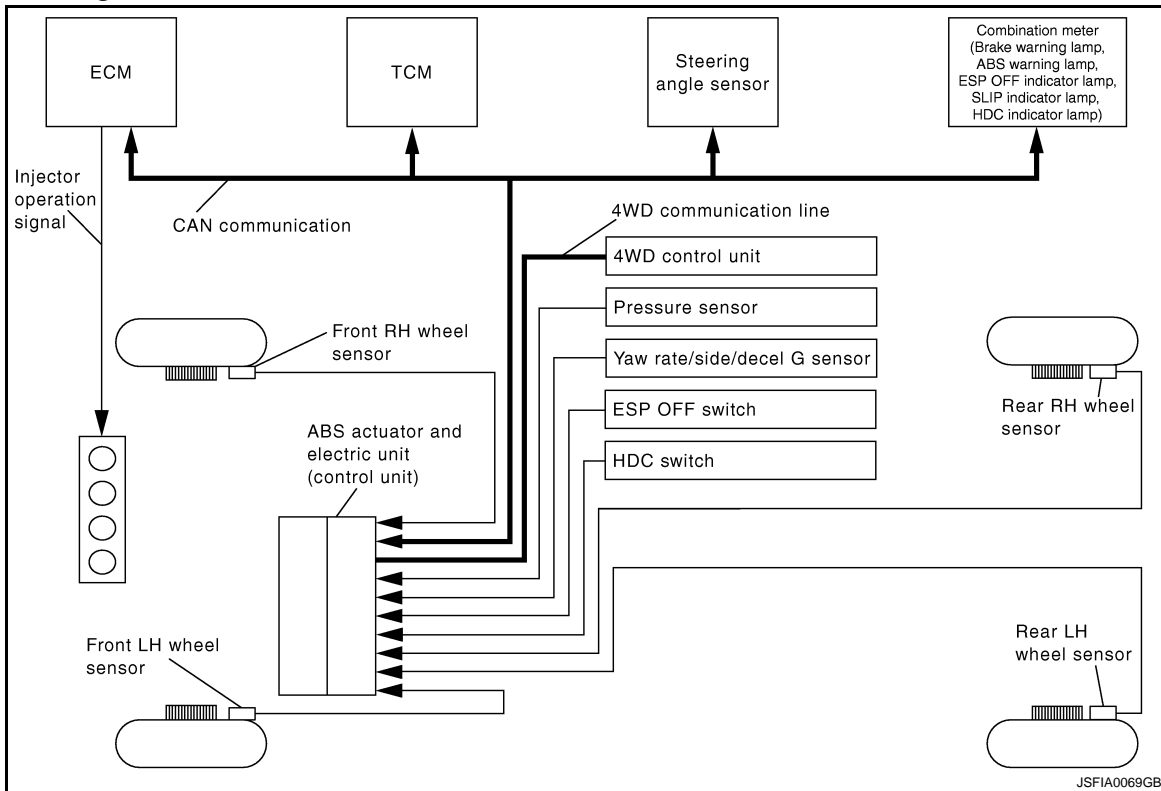 ECM
TCM
Steering
angle sensor
Combination meter
(Brake warning lamp,
ABS warning lamp,
ESP OFF indicator lamp,
SLIP indicator lamp,
HDC indicator lamp)
Injector
operation
signal
CAN communication
4WD communication line
4WD control unit
Pressure sensor
Yaw rate/side/decel G sensor
ESP OFF switch
HDC switch
Front RH wheel
sensor
Rear RH wheel
sensor
ABS actuator and
electric unit
(control unit)
Front LH wheel
sensor
Rear LH
wheel sensor
JSFIA0069GB